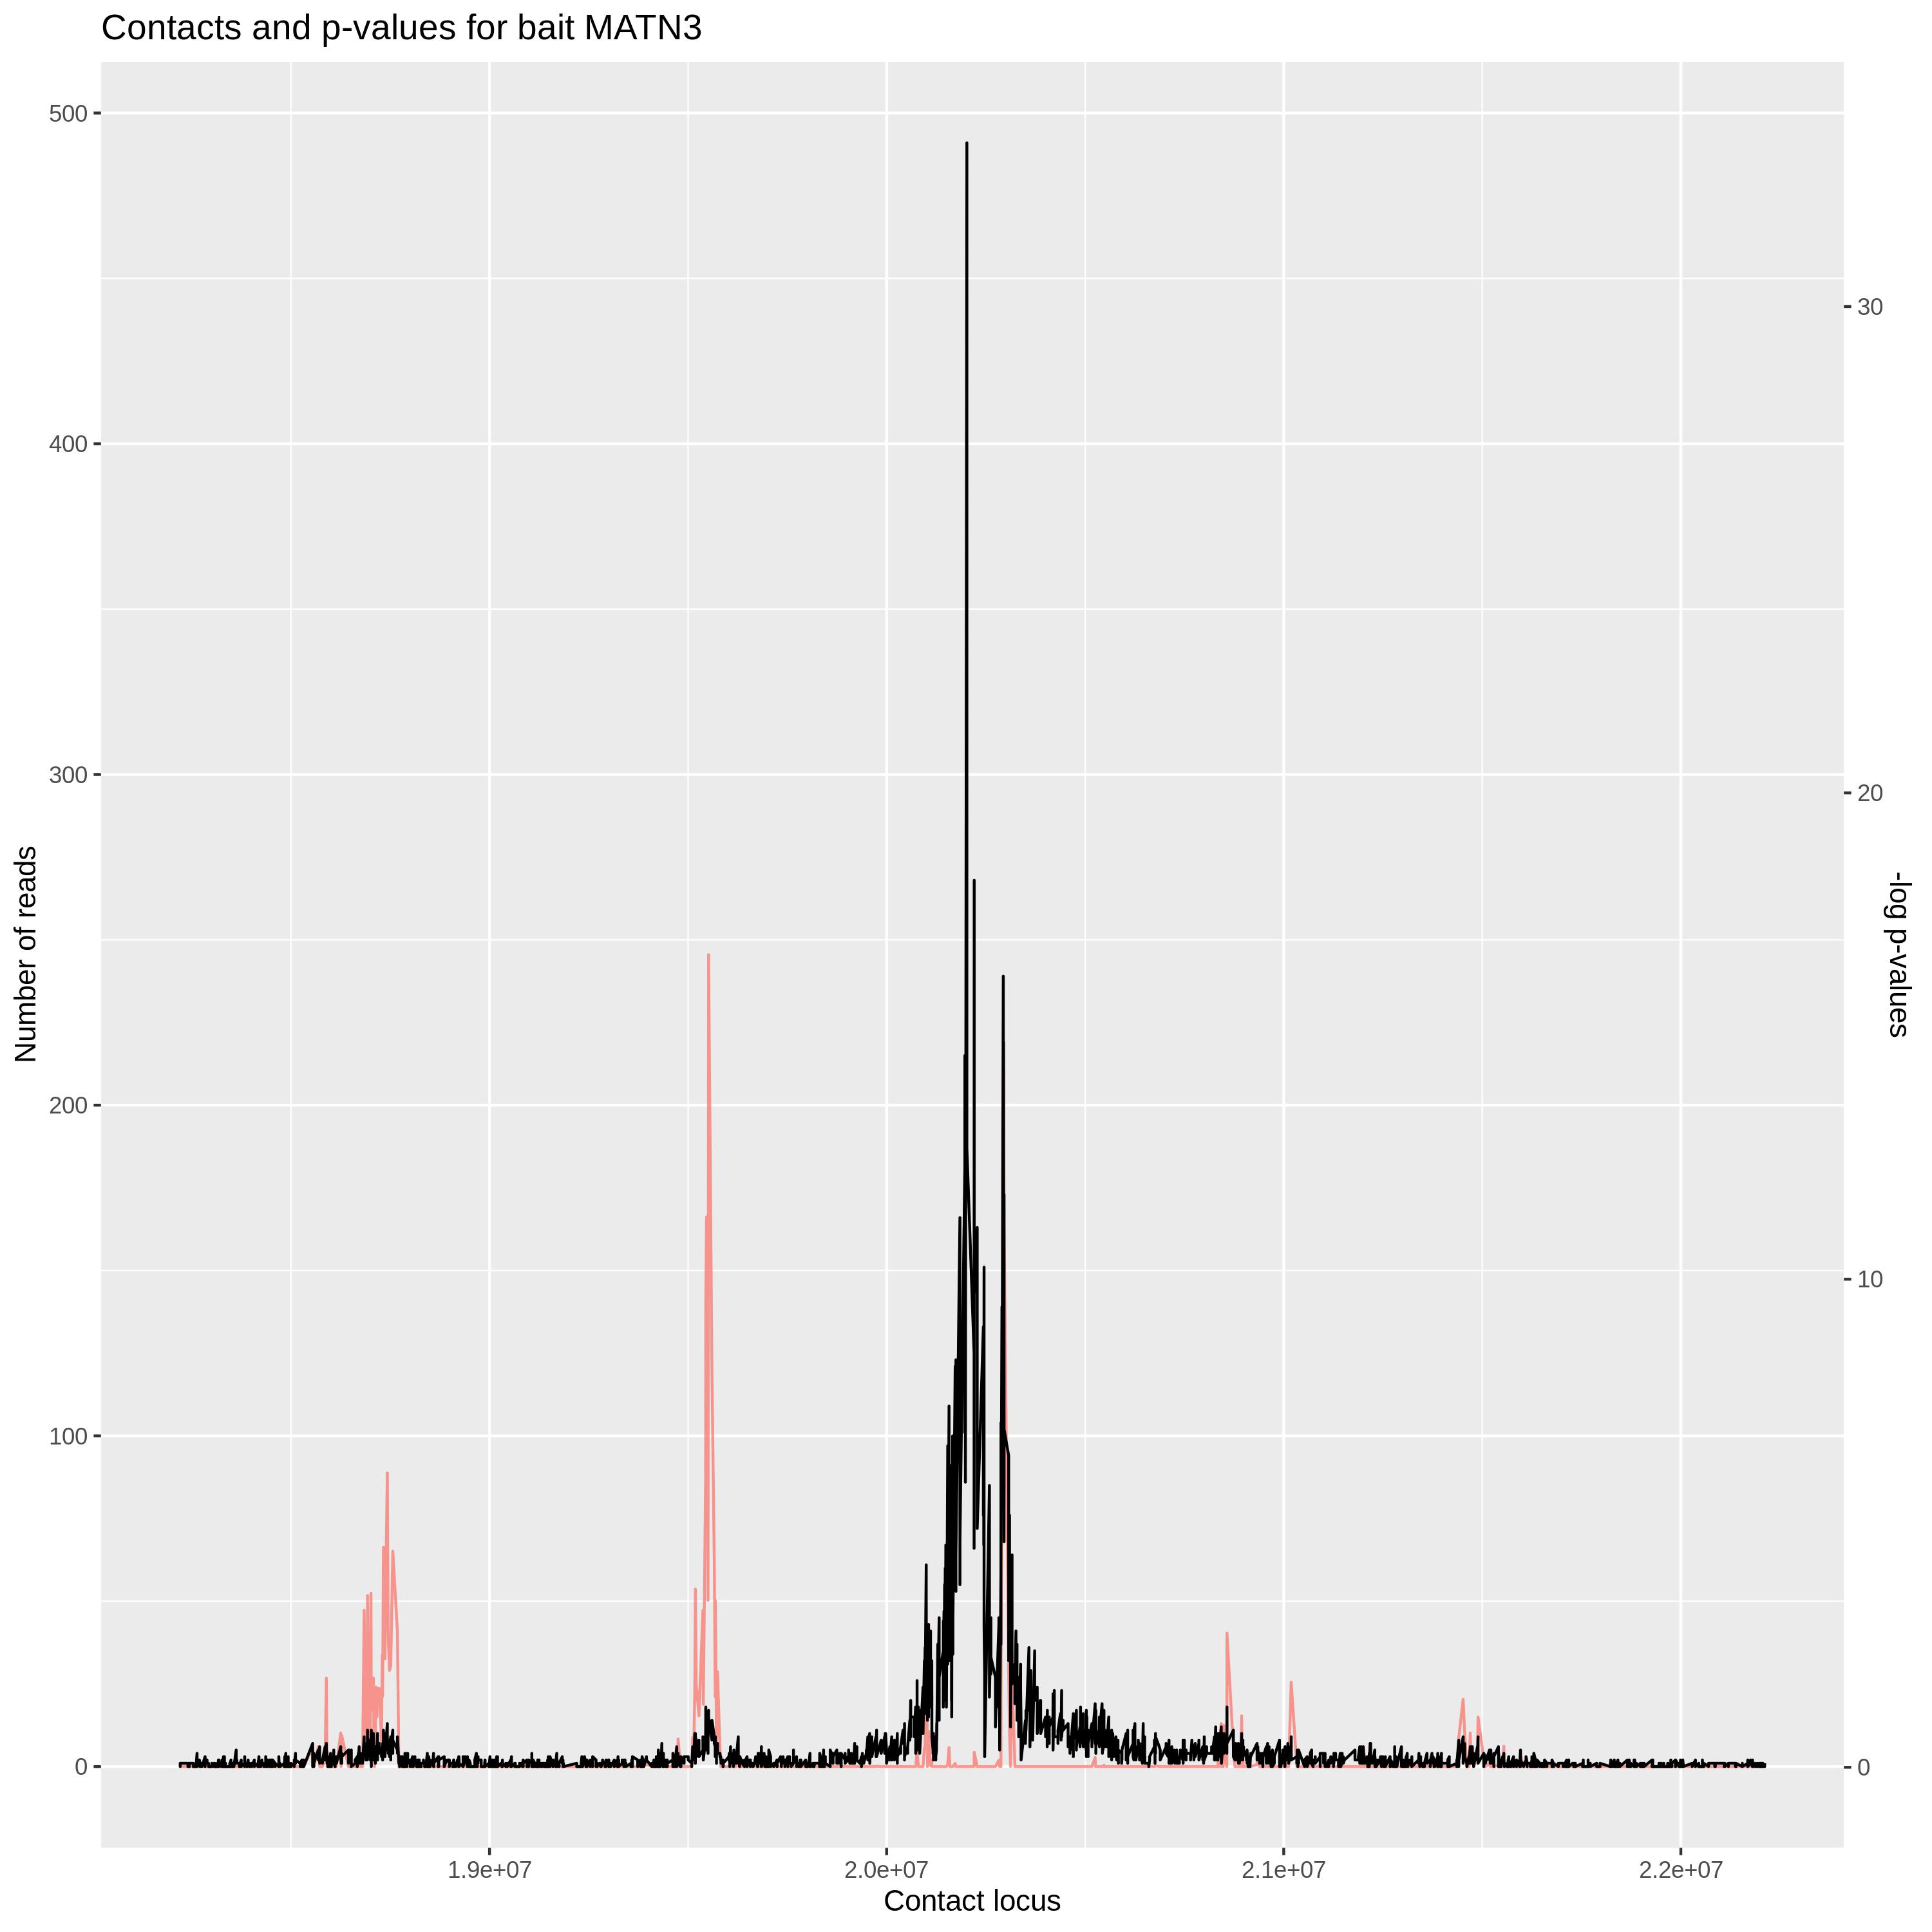 Contacts and p-values for bait MATN3
500
400
300
200
100
0
Number of reads
30
20
10
0
-log p-values
1.9e+07
2.0e+07
2.1e+07
2.2e+07
Contact locus